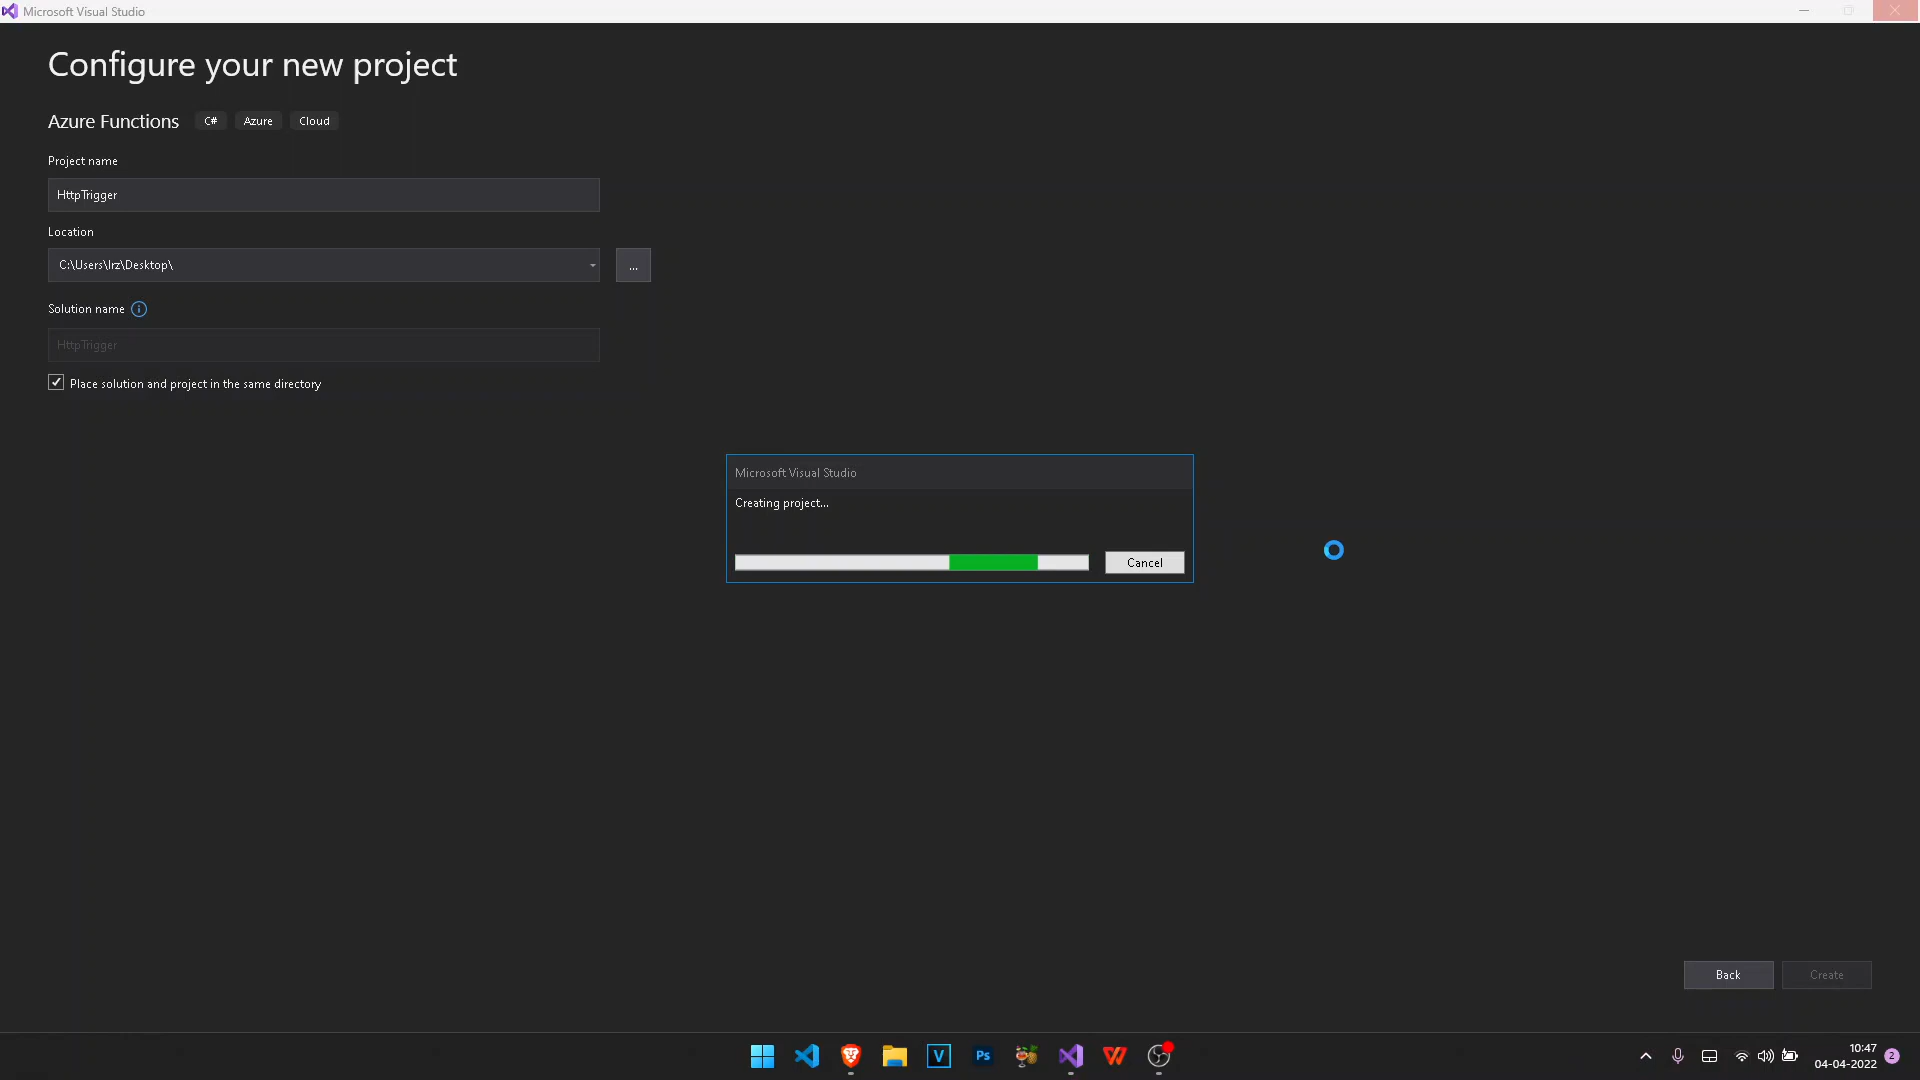 Microsoft Visual Studio
Configure your new project
Azure Functions C# Azure Cloud
Project name
HttpTrigger
Location
C:\Users\lrz\Desktop\
...
Solution name
HttpTrigger
Place solution and project in the same directory
Microsoft Visual Studio
Creating project...
Cancel
Back Create
V Ps
10:47
04-04-2022
2